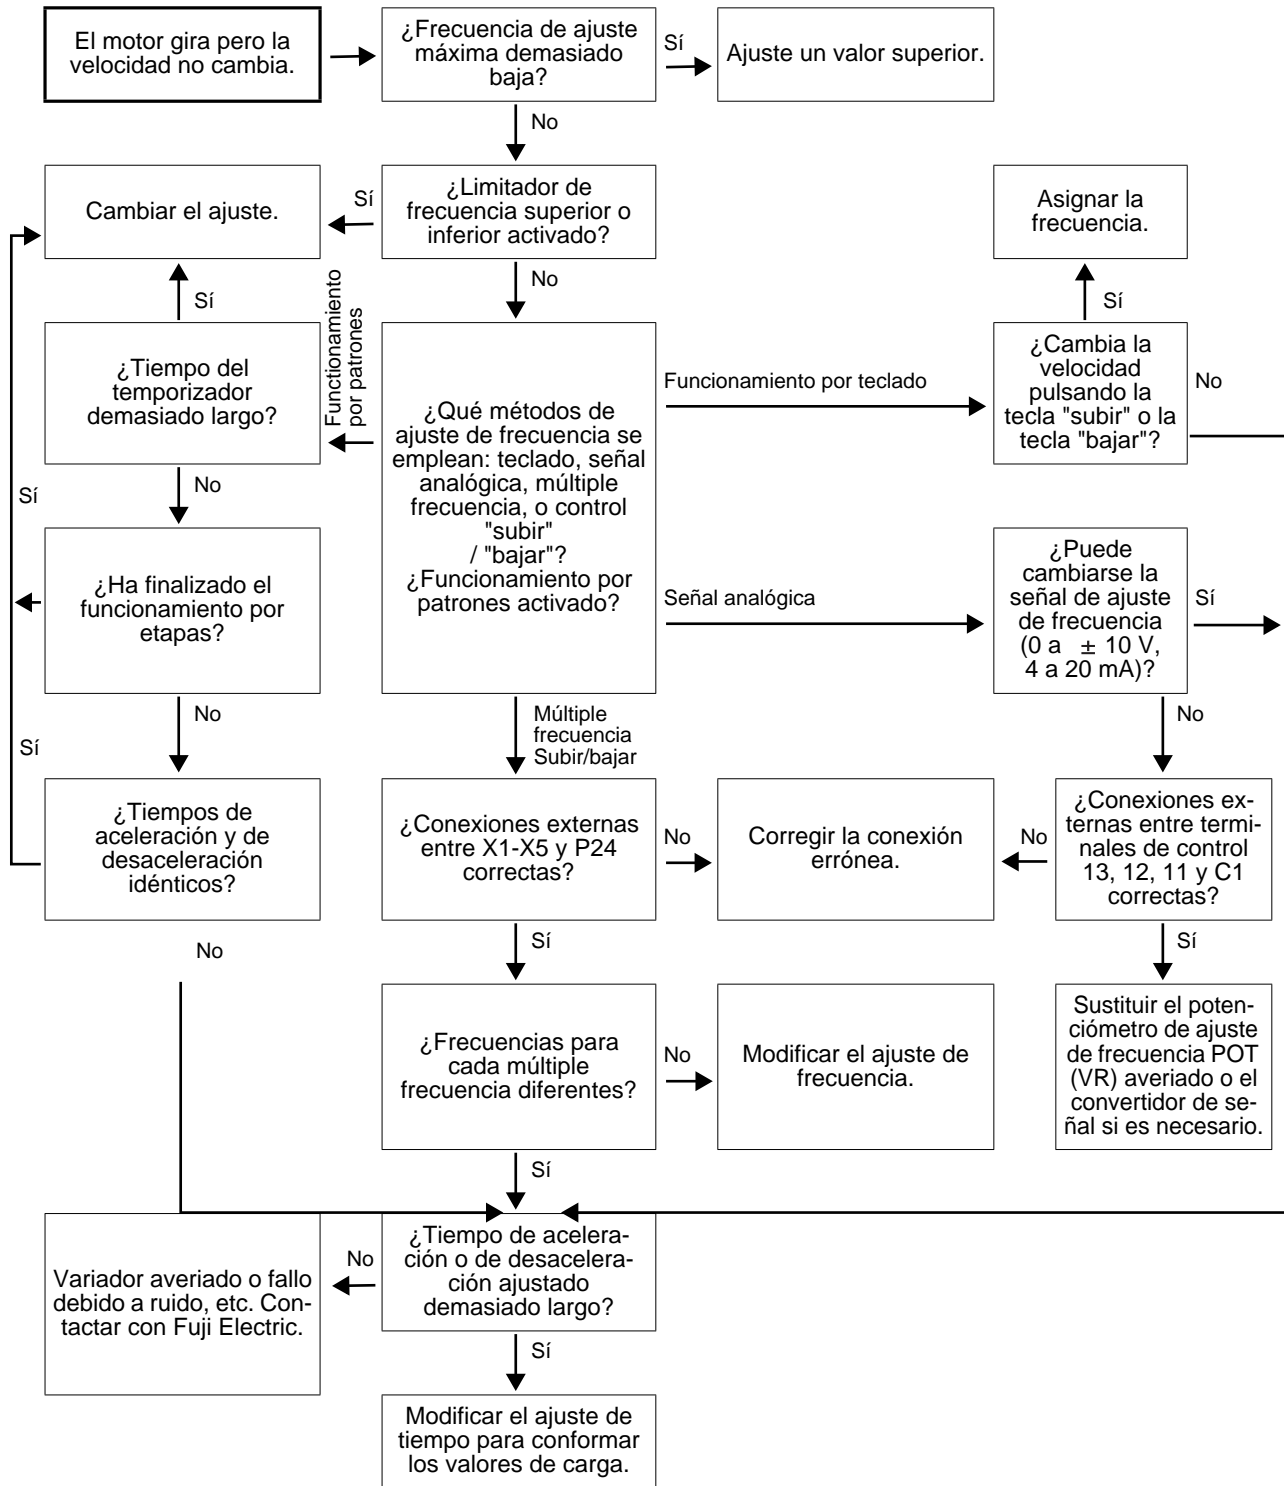 El motor gira pero la
velocidad no cambia.
¿Frecuencia de ajuste
máxima demasiado
baja?
Sí
Ajuste un valor superior.
No
Cambiar el ajuste.
Sí
¿Limitador de
frecuencia superior o
inferior activado?
Asignar la
frecuencia.
Sí
No
Sí
¿Tiempo del
temporizador
demasiado largo?
Functionamiento
por patrones
¿Qué métodos de
ajuste de frecuencia se
emplean: teclado, señal
analógica, múltiple
frecuencia, o control
"subir"
/ "bajar"?
¿Funcionamiento por
patrones activado?
Funcionamiento por teclado
¿Cambia la
velocidad
pulsando la
tecla "subir" o la
tecla "bajar"?
No
Sí
No
¿Ha finalizado el
funcionamiento por
etapas?
Señal analógica
¿Puede
cambiarse la
señal de ajuste
de frecuencia
(0 a ± 10 V,
4 a 20 mA)?
Sí
No
Múltiple
frecuencia
Subir/bajar
No
Sí
¿Tiempos de
aceleración y de
desaceleración
idénticos?
¿Conexiones externas
entre X1-X5 y P24
correctas?
No
Corregir la conexión
errónea.
No
¿Conexiones ex-
ternas entre termi-
nales de control
13, 12, 11 y C1
correctas?
No
Sí
Sí
¿Frecuencias para
cada múltiple
frecuencia diferentes?
No
Modificar el ajuste de
frecuencia.
Sustituir el poten-
ciómetro de ajuste
de frecuencia POT
(VR) averiado o el
convertidor de se-
ñal si es necesario.
Sí
Variador averiado o fallo
debido a ruido, etc. Con-
tactar con Fuji Electric.
No
¿Tiempo de acelera-
ción o de desacelera-
ción ajustado
demasiado largo?
Sí
Modificar el ajuste de
tiempo para conformar
los valores de carga.